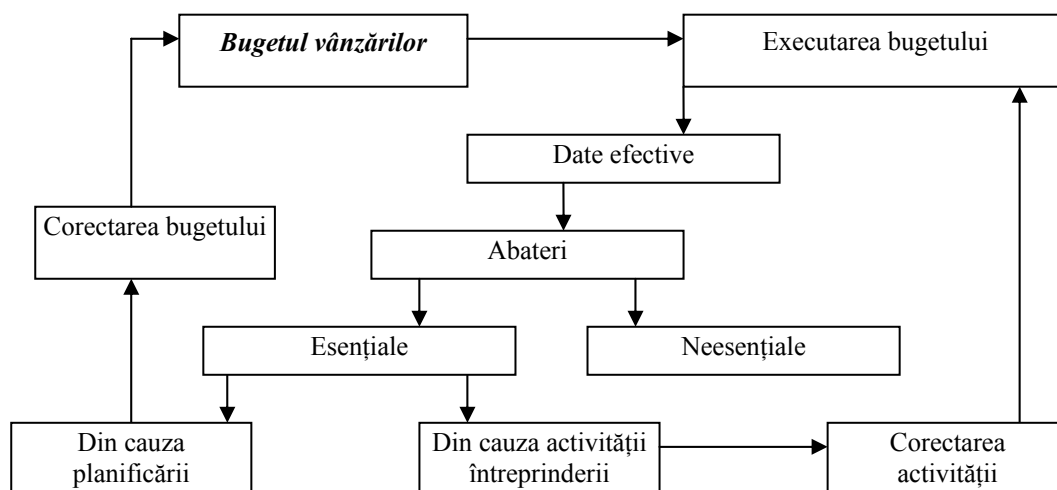 Bugetul vânzărilor
Executarea bugetului
Date efective
Corectarea bugetului
Abateri
Esențiale
Neesențiale
Din cauza
planificării
Din cauza activității
întreprinderii
Corectarea
activității